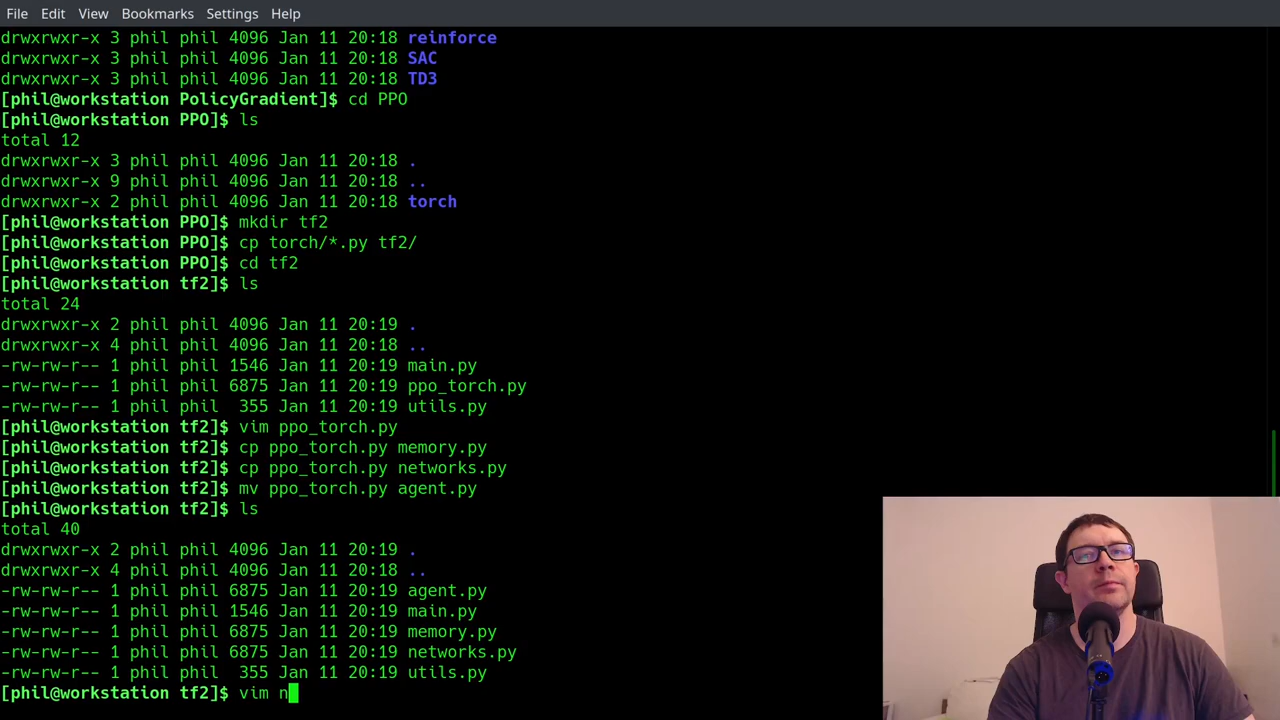 File Edit View Bookmarks Settings Help
drwxrwxr-x 3 phil phil 4096 Jan 11 20:18 reinforce
drwxrwxr-x 3 phil phil 4096 Jan 11 20:18 SAC
drwxrwxr-x 3 phil phil 4096 Jan 11 20:18 TD3
[phil@workstation PolicyGradient]$ cd PPO
[phil@workstation PPO]$ ls
total 12
drwxrwxr-x 3 phil phil 4096 Jan 11 20:18 .
drwxrwxr-x 9 phil phil 4096 Jan 11 20:18 ..
drwxrwxr-x 2 phil phil 4096 Jan 11 20:18 torch
[phil@workstation PPO]$ mkdir tf2
[phil@workstation PPO]$ cp torch/*.py tf2/
[phil@workstation PPO]$ cd tf2
[phil@workstation tf2]$ ls
total 24
drwxrwxr-x 2 phil phil 4096 Jan 11 20:19 .
drwxrwxr-x 4 phil phil 4096 Jan 11 20:18 ..
-rw-rw-r-- 1 phil phil 1546 Jan 11 20:19 main.py
-rw-rw-r-- 1 phil phil 6875 Jan 11 20:19 ppo_torch.py
-rw-rw-r-- 1 phil phil  355 Jan 11 20:19 utils.py
[phil@workstation tf2]$ vim ppo_torch.py
[phil@workstation tf2]$ cp ppo_torch.py memory.py
[phil@workstation tf2]$ cp ppo_torch.py networks.py
[phil@workstation tf2]$ mv ppo_torch.py agent.py
[phil@workstation tf2]$ ls
total 40
drwxrwxr-x 2 phil phil 4096 Jan 11 20:19 .
drwxrwxr-x 4 phil phil 4096 Jan 11 20:18 ..
-rw-rw-r-- 1 phil phil 6875 Jan 11 20:19 agent.py
-rw-rw-r-- 1 phil phil 1546 Jan 11 20:19 main.py
-rw-rw-r-- 1 phil phil 6875 Jan 11 20:19 memory.py
-rw-rw-r-- 1 phil phil 6875 Jan 11 20:19 networks.py
-rw-rw-r-- 1 phil phil  355 Jan 11 20:19 utils.py
[phil@workstation tf2]$ vim n